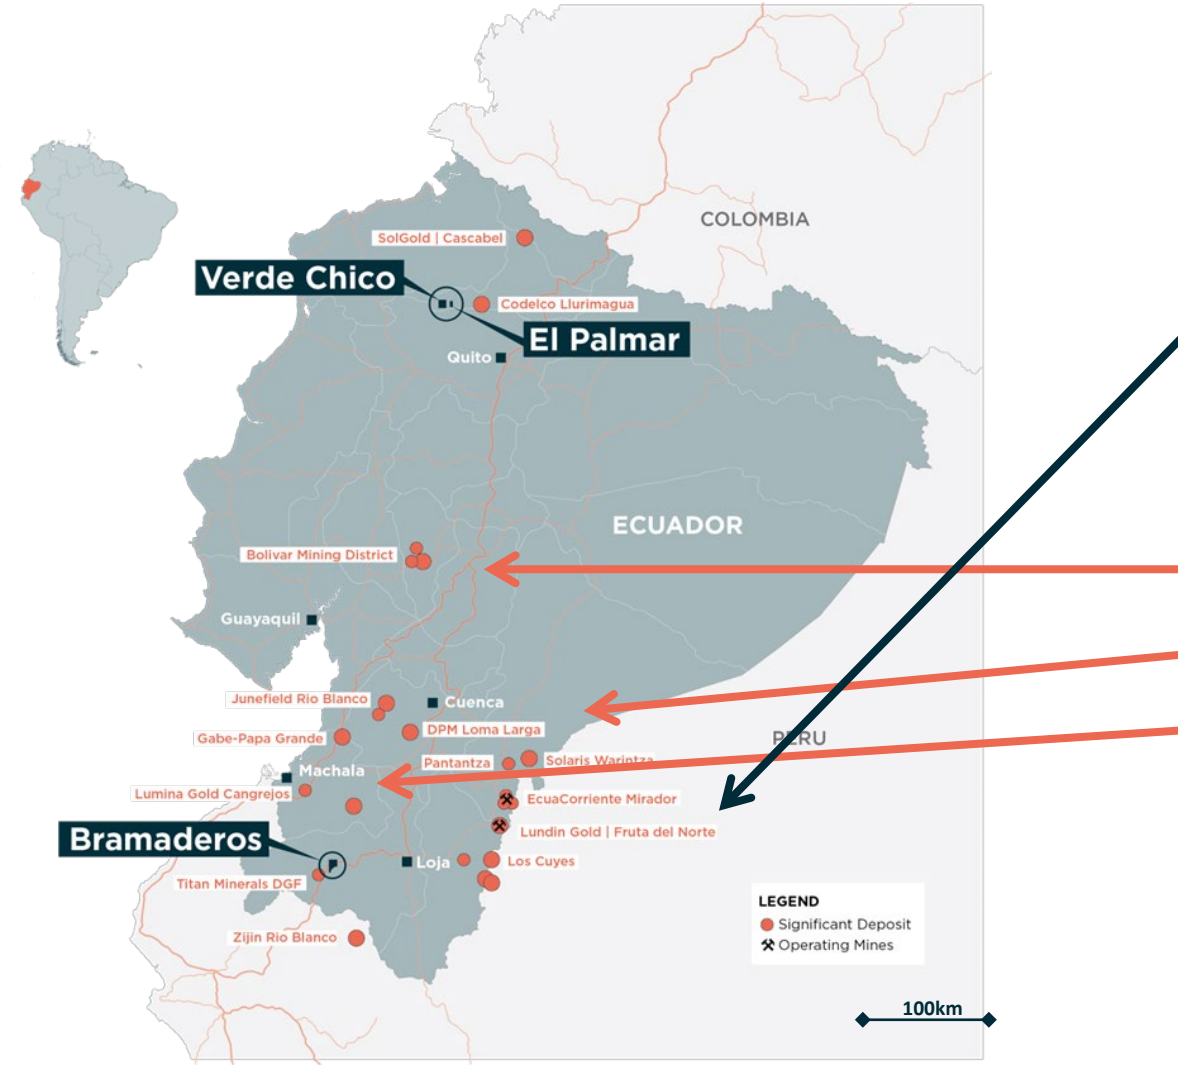 COLOMBIA
SolGold | Cascabel
Verde Chico
Codelco Llurimagua
El Palmar
Quito
ECUADOR
Bolivar Mining District
Guayaquil
Junefield Rio Blanco
Cuenca
DPM Loma Larga
Gabe-Papa Grande
PERU
Pantantza
Solaris Warintza
Machala
Lumina Gold Cangrejos
EcuaCorriente Mirador
Lundin Gold | Fruta del Norte
Bramaderos
Loja
Los Cuyes
Titan Minerals DGF
Zijin Rio Blanco
LEGEND
Significant Deposit
Operating Mines
100km